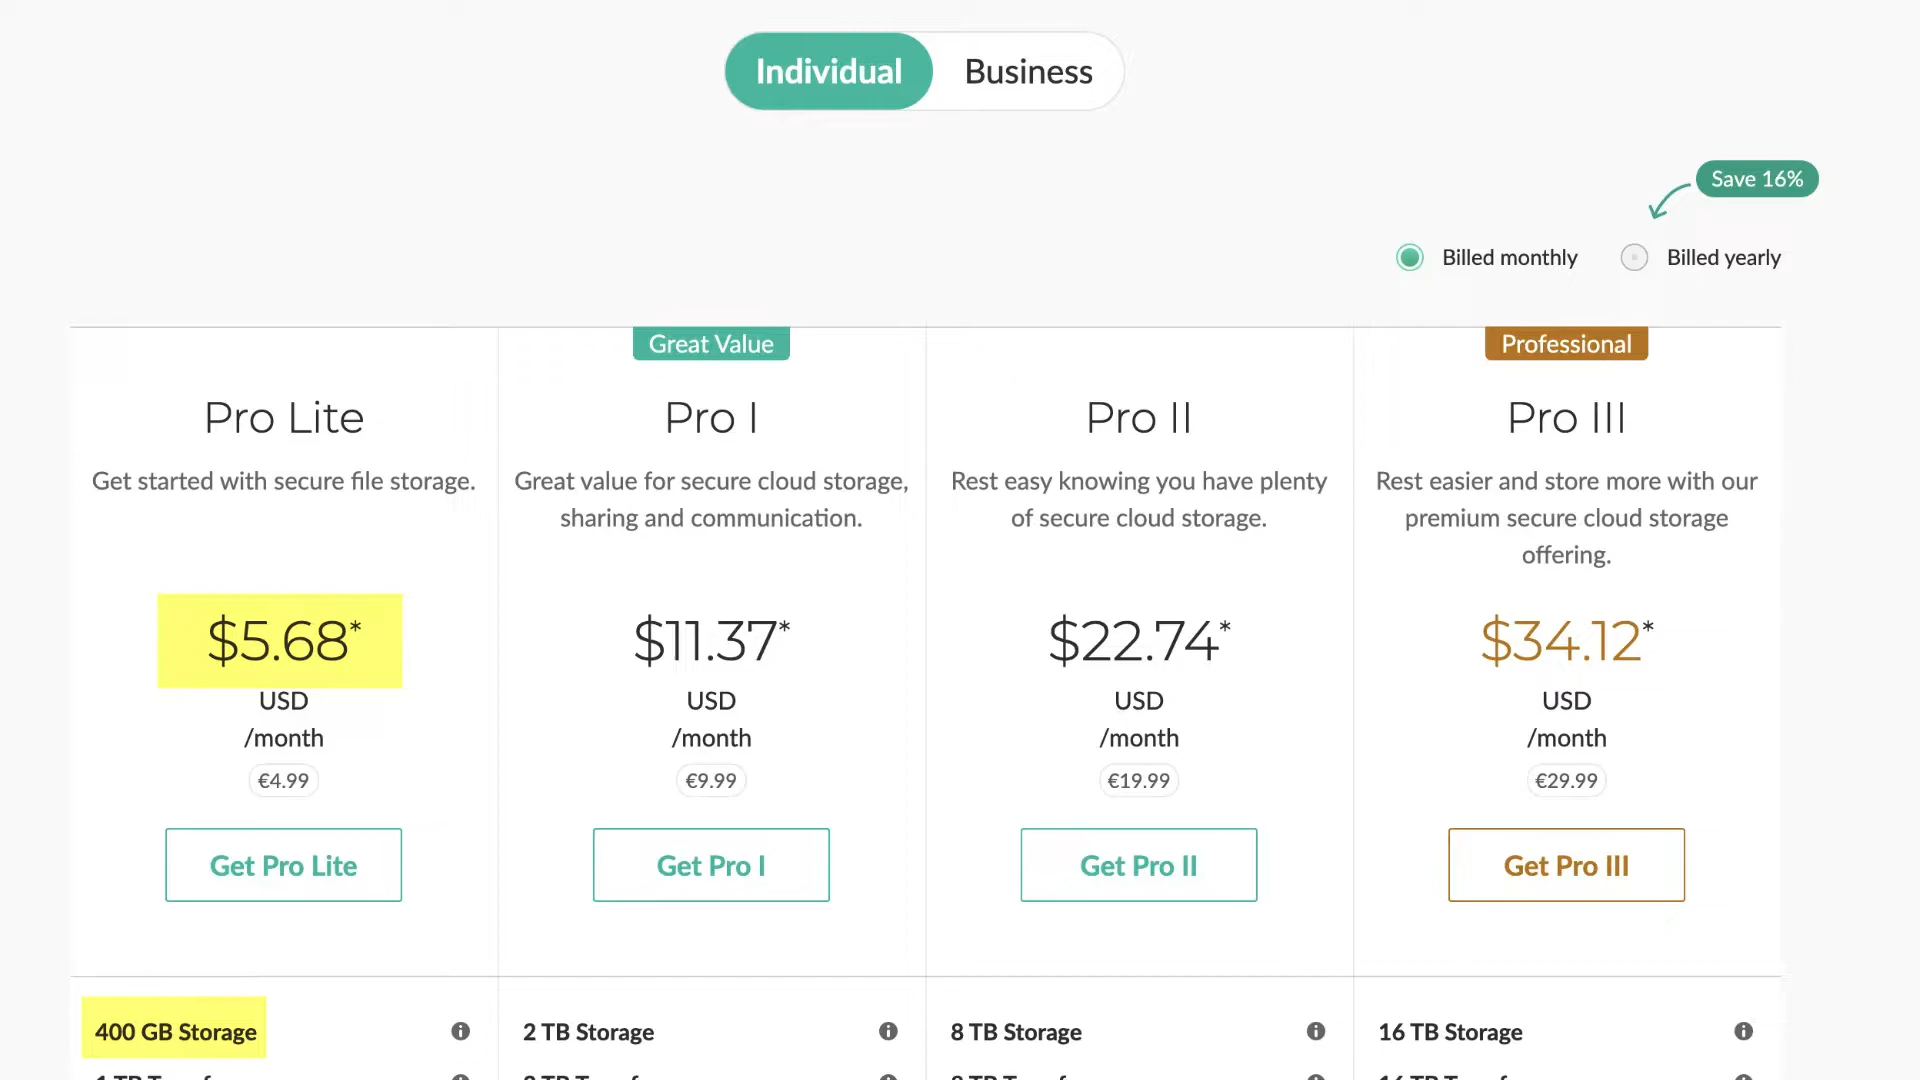 Individual
Business
Save 16%
Billed monthly
Billed yearly
Great Value
Professional
Pro Lite
Get started with secure file storage.
$5.68*
USD
/month
€4.99
Get Pro Lite
400 GB Storage
Pro I
Great value for secure cloud storage,
sharing and communication.
$11.37*
USD
/month
€9.99
Get Pro I
2 TB Storage
Pro II
Rest easy knowing you have plenty
of secure cloud storage.
$22.74*
USD
/month
€19.99
Get Pro II
8 TB Storage
Pro III
Rest easier and store more with our
premium secure cloud storage
offering.
$34.12*
USD
/month
€29.99
Get Pro III
16 TB Storage